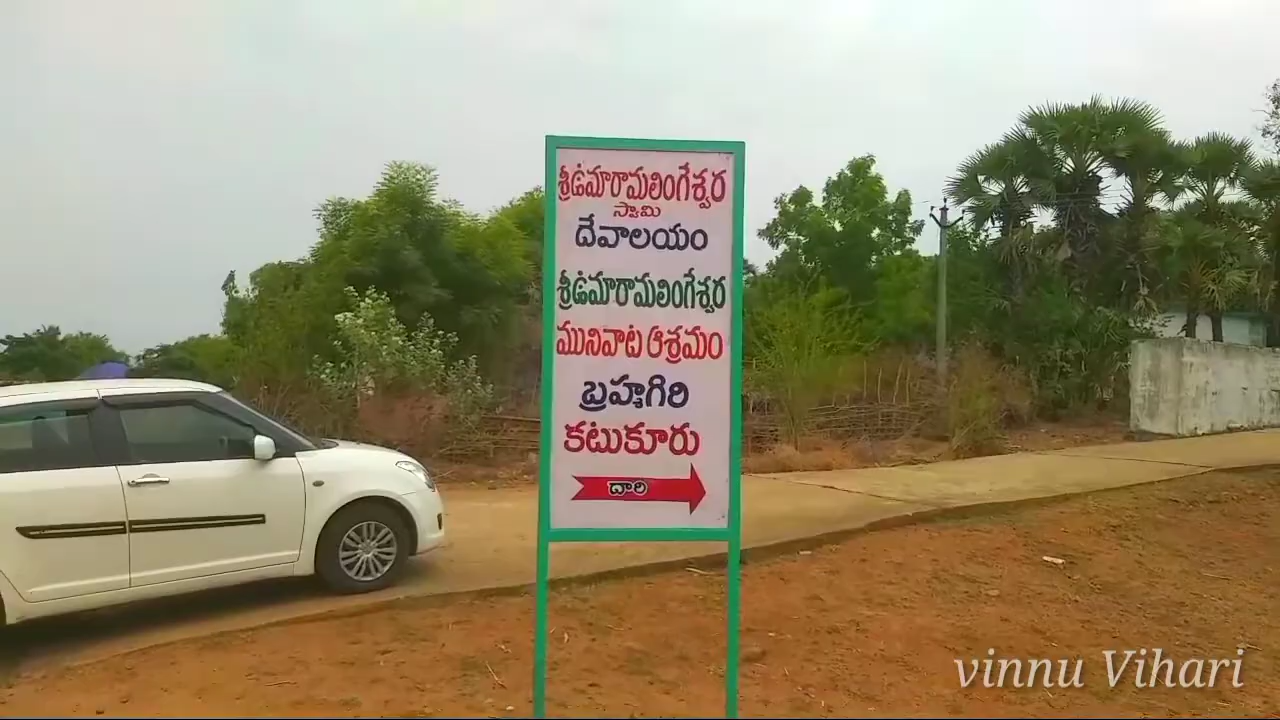 శ్రీఉమారామలింగేశ్వర
స్వామి
దేవాలయం
శ్రీఉమారామలింగేశ్వర
మునివాట ఆశ్రమం
బ్రహ్మగిరి
కటుకూరు
దారి
vinnu Vihari